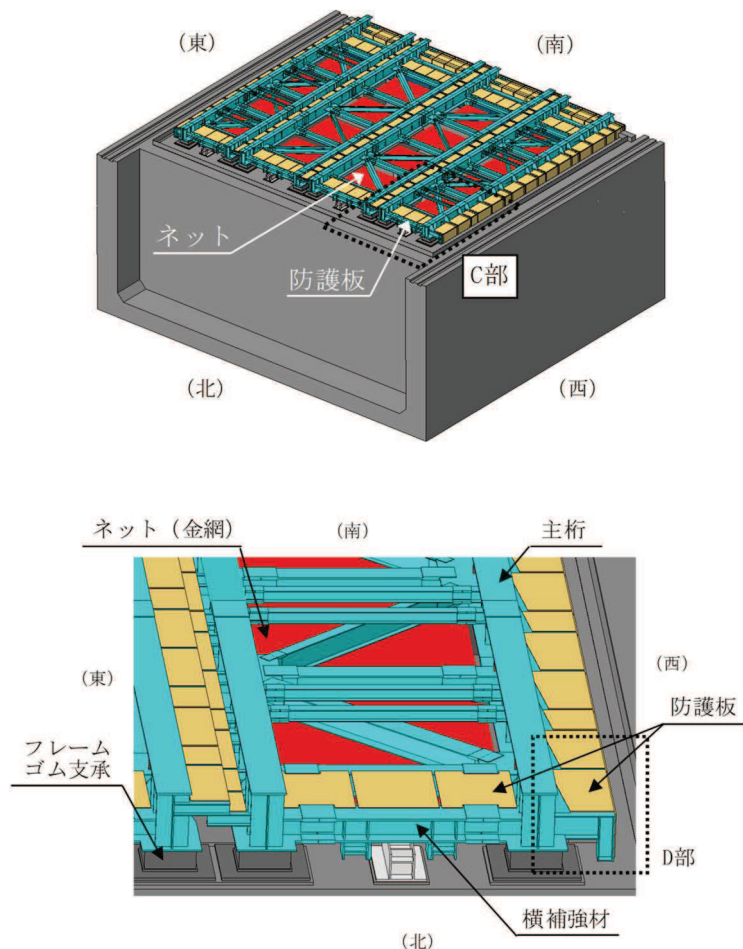 (東)
(南)
ネット
防護板
C部
(北)
(西)
ネット(金網)
(南)
主桁
(東)
(西)
防護板
フレーム
ゴム支承
D部
横補強材
(北)